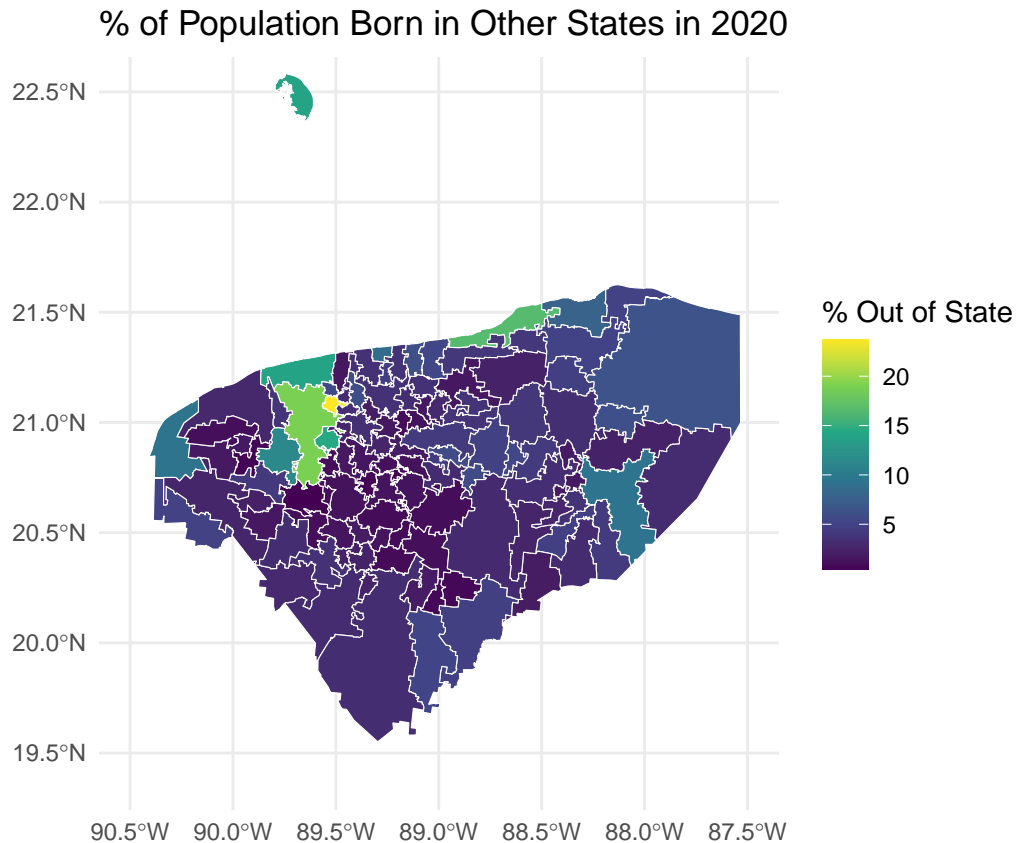 % of Population Born in Other States in 2020
22.5°N
22.0°N
21.5°N
21.0°N
20.5°N
20.0°N
19.5°N
90.5°W 90.0°W 89.5°W 89.0°W 88.5°W 88.0°W 87.5°W
% Out of State
20
15
10
5